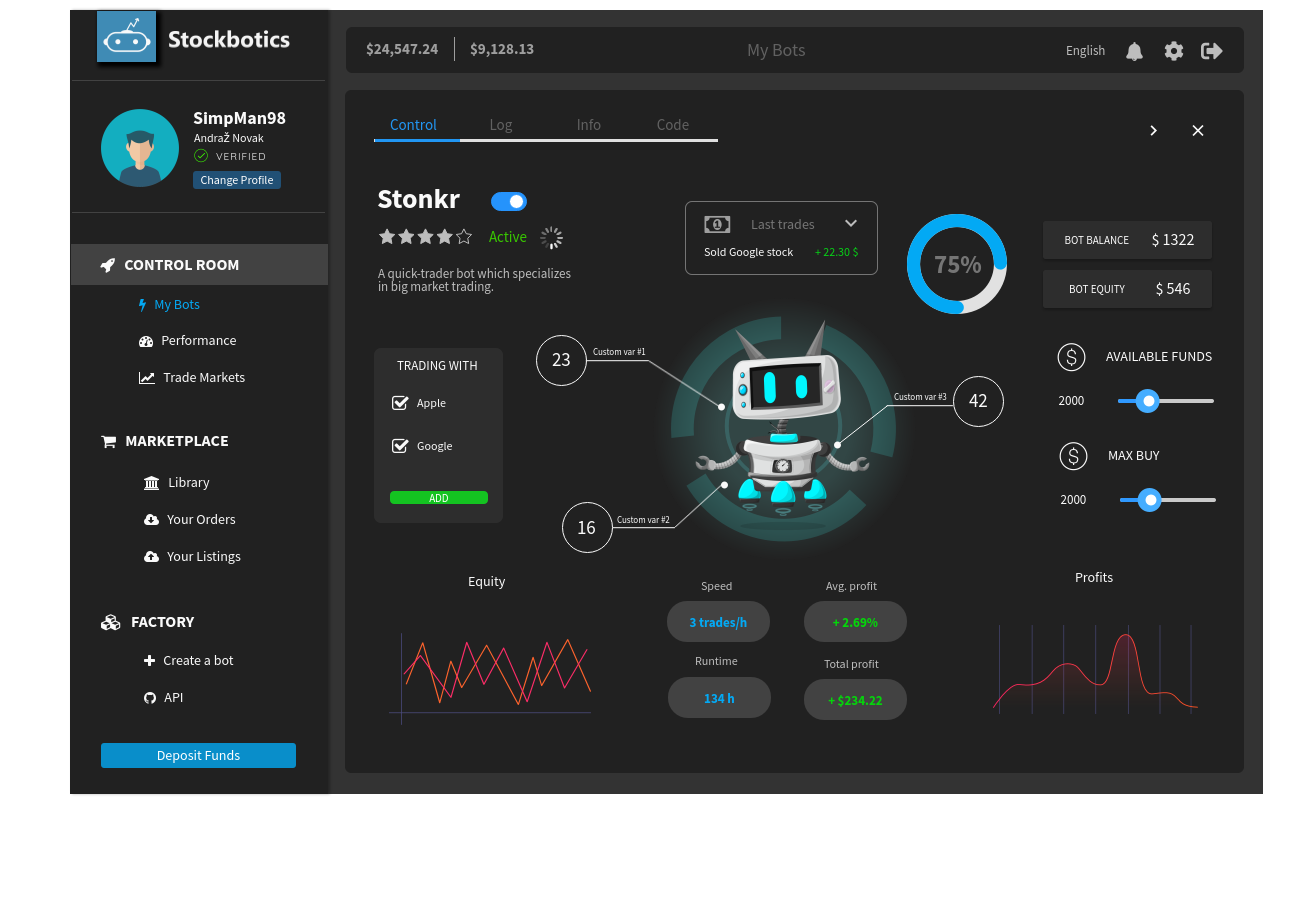 Stockbotics
$24,547.24
$9,128.13
My Bots
English
SimpMan98
Andraž Novak
VERIFIED
Change Profile
CONTROL ROOM
My Bots
Performance
Trade Markets
MARKETPLACE
Library
Your Orders
Your Listings
FACTORY
Create a bot
API
Deposit Funds
Control
Log
Info
Code
Stonkr
Active
A quick-trader bot which specializes
in big market trading.
1
Last trades
Sold Google stock
+ 22.30 $
75%
BOT BALANCE
$ 1322
BOT EQUITY
$ 546
TRADING WITH
Apple
Google
ADD
23
Custom var #1
Custom var #3
42
16
Custom var #2
$
AVAILABLE FUNDS
2000
$
MAX BUY
2000
Equity
Speed
3 trades/h
Avg. profit
+ 2.69%
Runtime
134 h
Total profit
+ $234.22
Profits